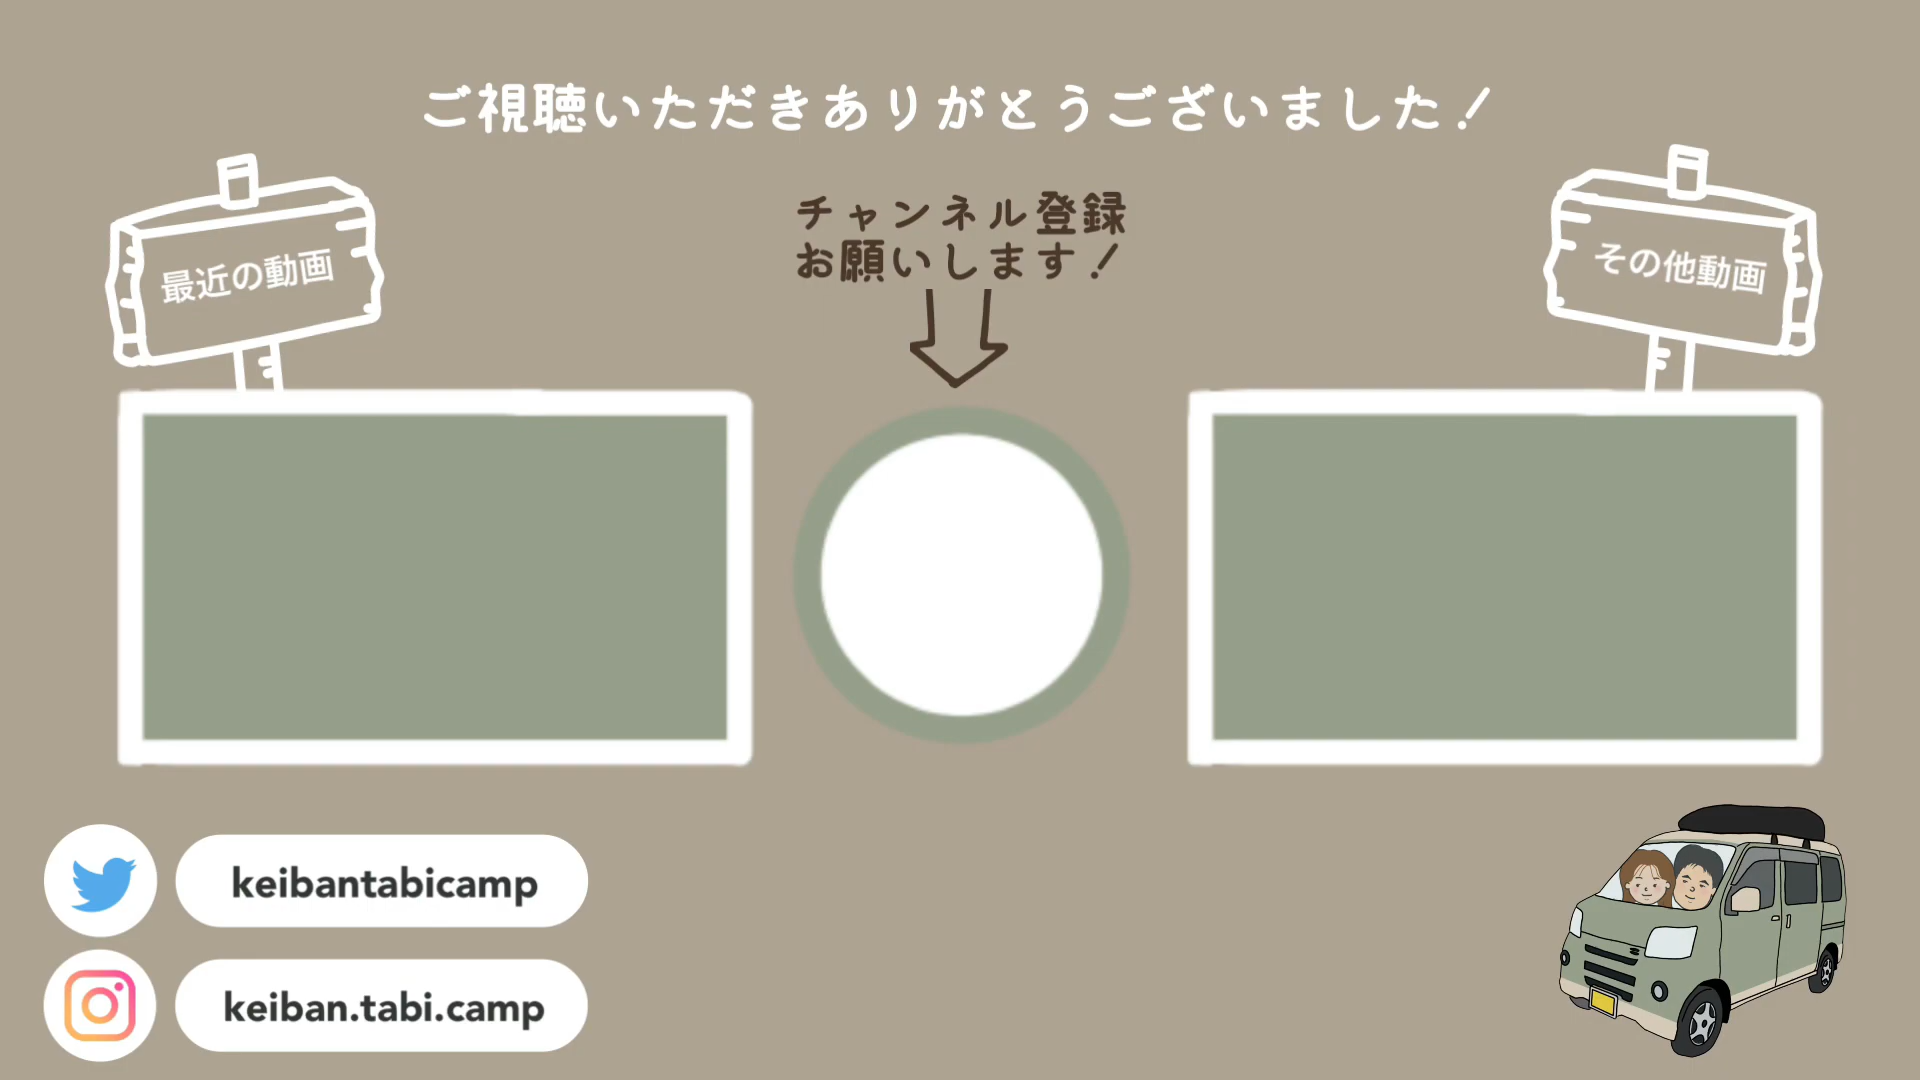 ご視聴いただきありがとうございました！
チャンネル登録
お願いします！
最近の動画
その他動画
keibantabicamp
keiban.tabi.camp